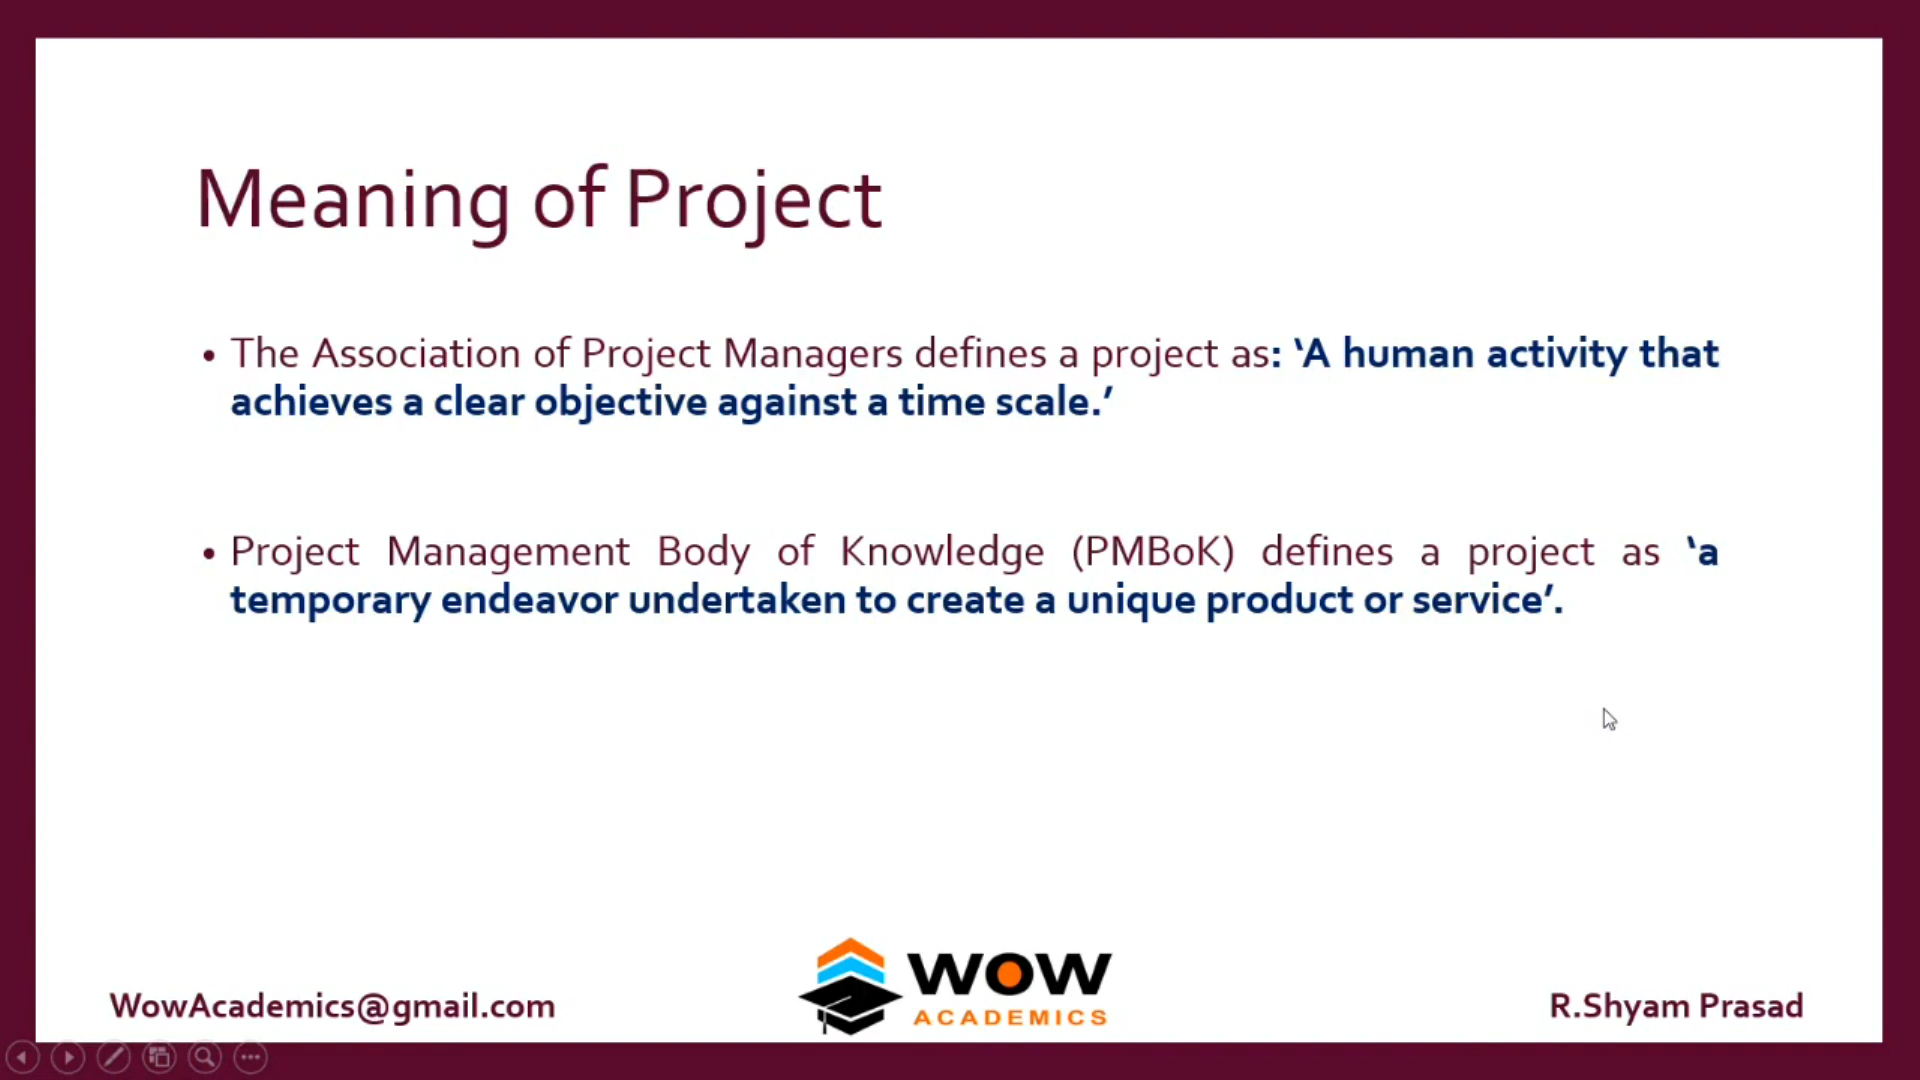 Meaning of Project
• The Association of Project Managers defines a project as: ‘A human activity that
achieves a clear objective against a time scale.’
• Project Management Body of Knowledge (PMBoK) defines a project as ‘a
temporary endeavor undertaken to create a unique product or service’.
WowAcademics@gmail.com
WOW
ACADEMICS
R.Shyam Prasad